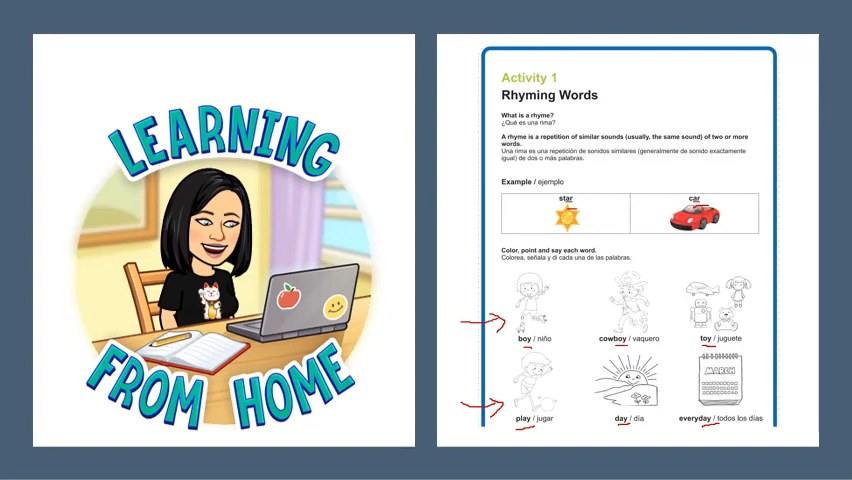 LEARNING
FROM HOME
Activity 1
Rhyming Words
What is a rhyme?
¿Qué es una rima?
A rhyme is a repetition of similar sounds (usually, the same sound) of two or more
words.
Una rima es una repetición de sonidos similares (generalmente de sonido exactamente
igual) de dos o más palabras.
Example / ejemplo
star car
Color, point and say each word.
Colorea, señala y di cada una de las palabras.
boy / niño cowboy / vaquero toy / juguete
MARCH
play / jugar day / día everyday / todos los días